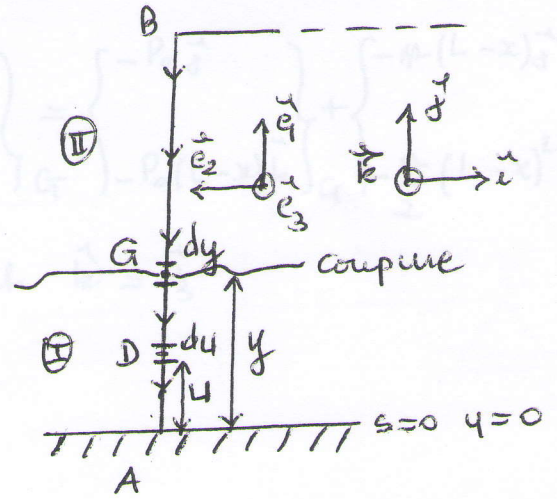 B
II
e₁ j
e₂ k i
e₃
G dy coupure
I D du y
u
s=0 y=0
A